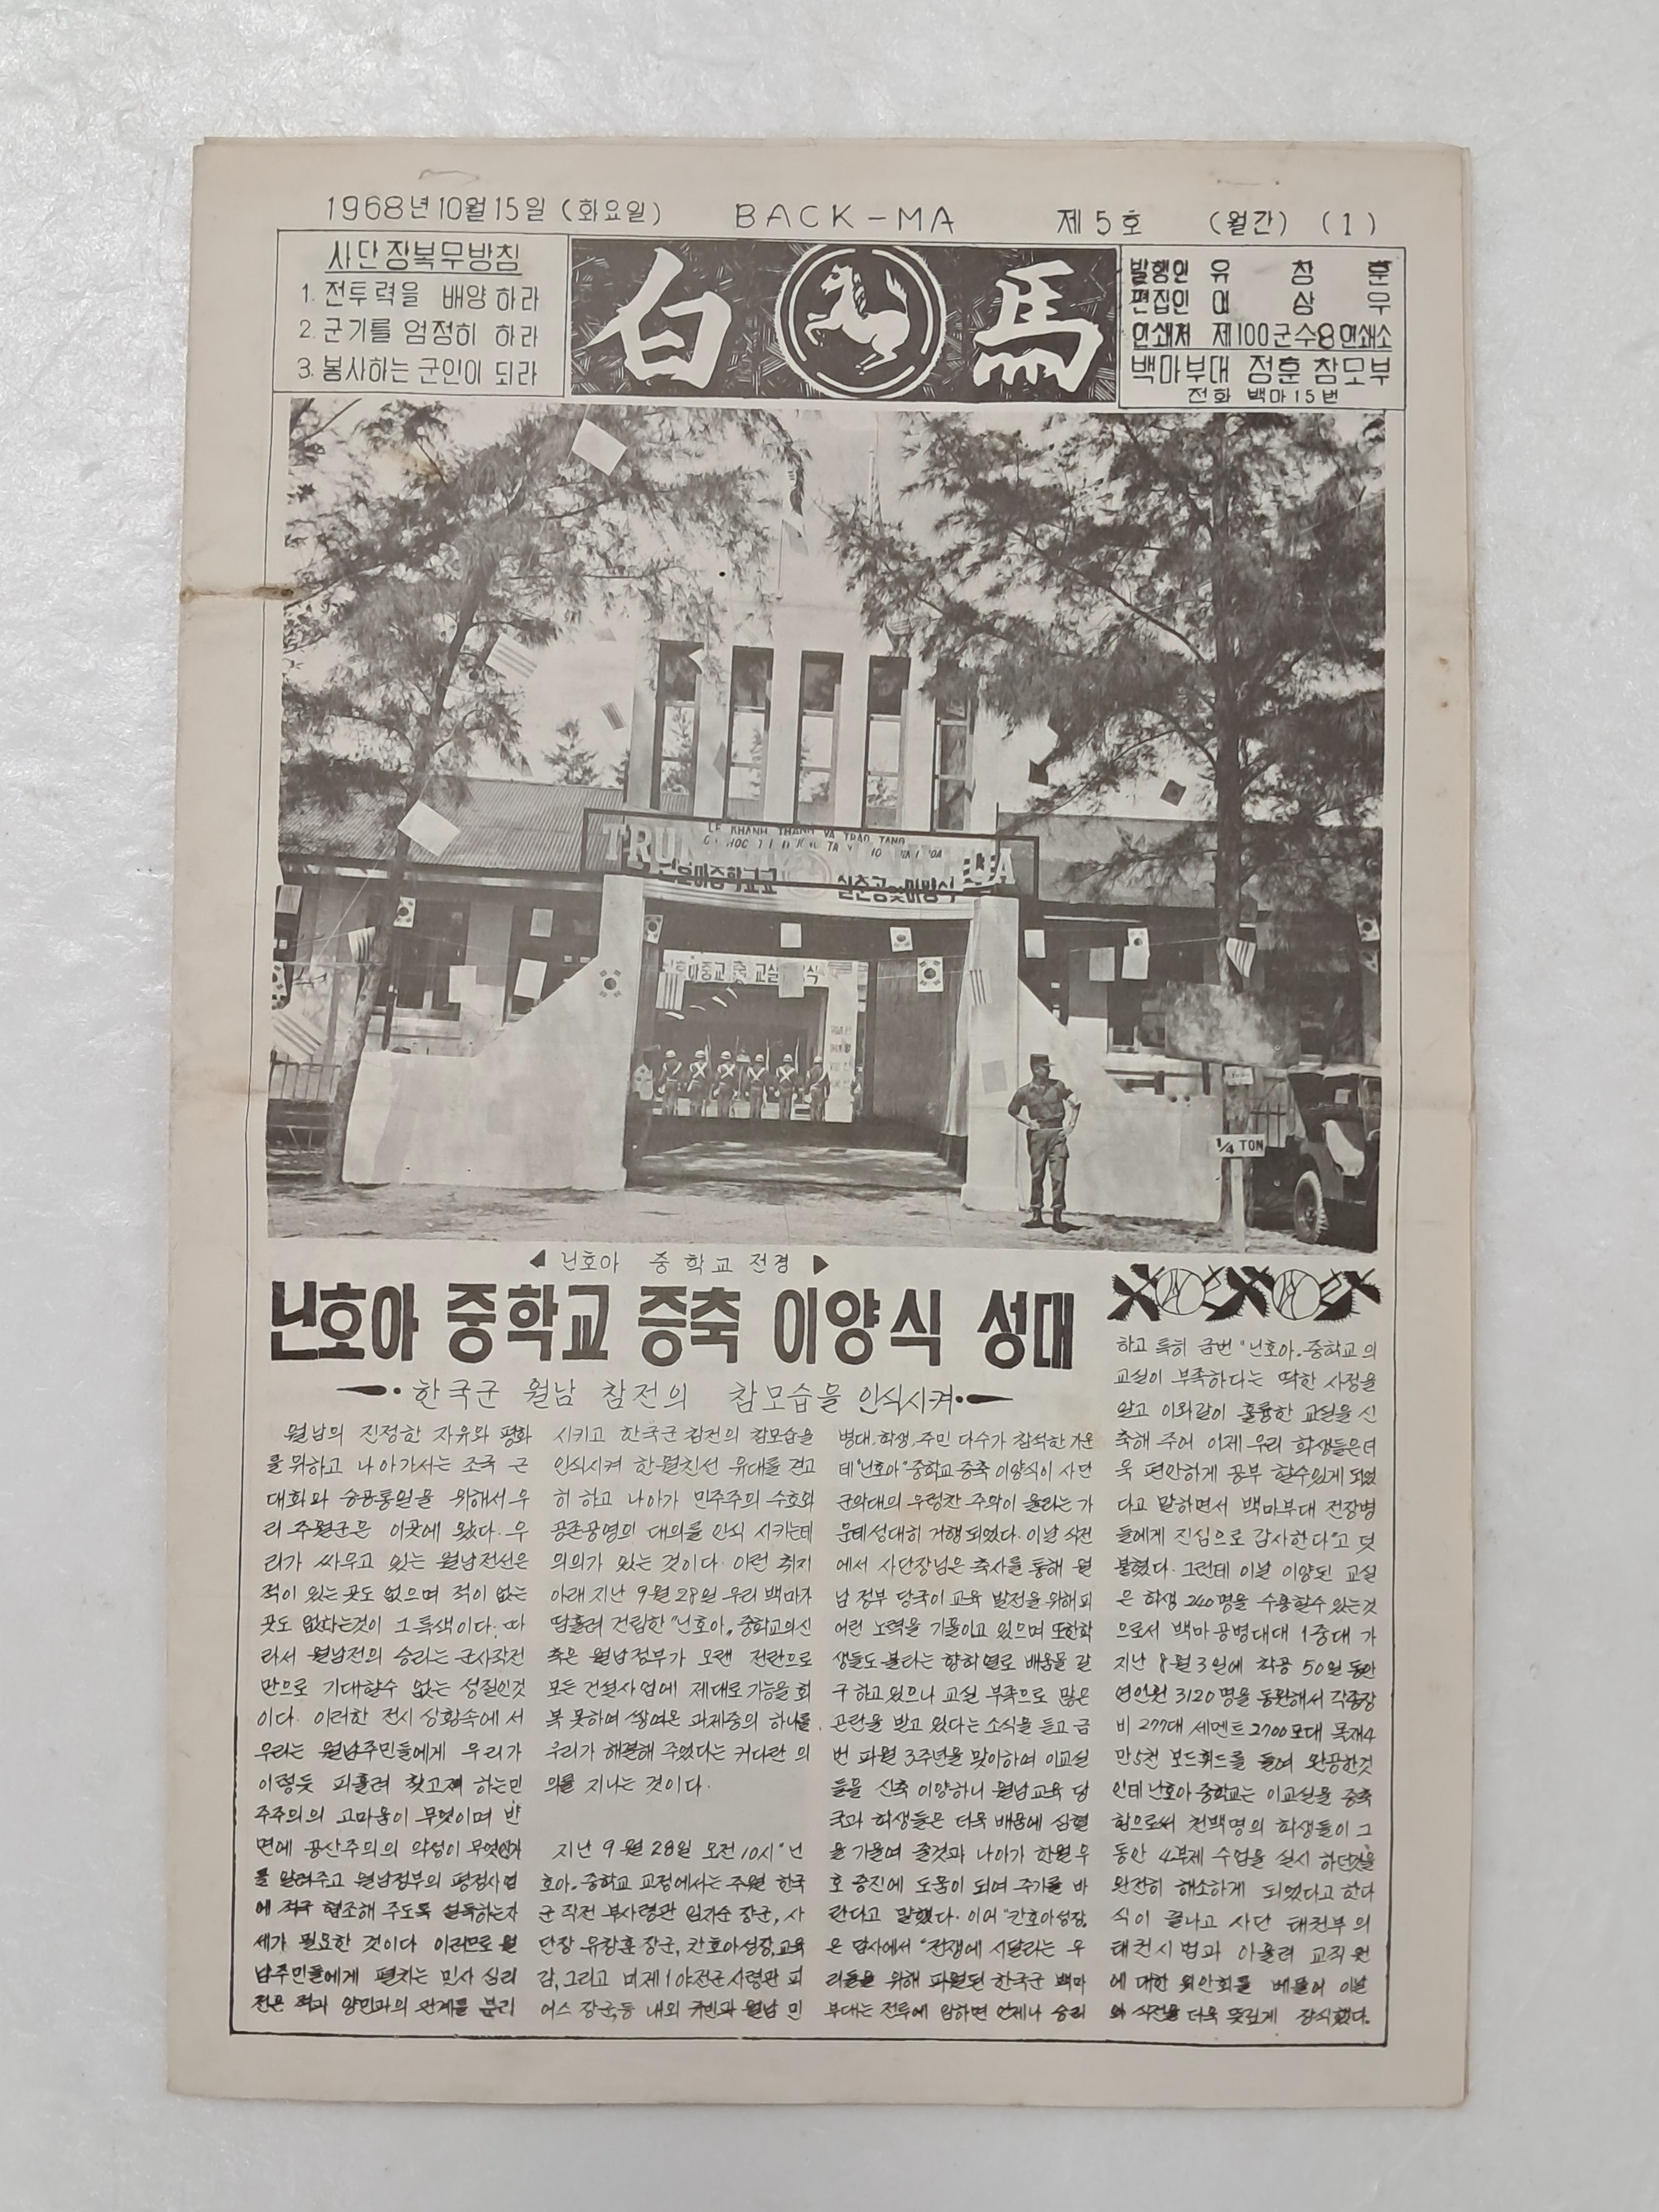 1968년10월15일 (화요일) BACK-MA 제5호 (월간) (1)
사단장복무방침
1. 전투력을 배양하라
2. 군기를 엄정히 하라
3. 봉사하는 군인이 되라
白馬
발행인 유창훈
편집인 이상우
인쇄처 제100군수8인쇄소
백마부대 정훈참모부
전화 백마15번
TRUN
LE KHANH THANH VA TRAO TANG
HOA
닌호아중학교교
실준공및이양식
1/4 TON
◀ 닌호아 중학교전경 ▶
닌호아 중학교 증축 이양식 성대
한국군 월남 참전의 참모습을 인식시켜
월남의 진정한 자유와 평화
를 위하고 나아가서는 조국 근
대화와 승공통일을 위해서 우
리 주월군은 이곳에 왔다. 우
리가 싸우고 있는 월남전선은
적이 있는곳도 없으며 적이 없는
곳도 없다는것이 그 특색이다. 따
라서 월남전의 승리는 군사작전
만으로 기대할수 없는 성질인것
이다. 이러한 전시 상황속에서
우리는 월남주민들에게 우리가
이렇듯 피흘려 찾고져 하는민
주주의의 고마움이 무엇이며 반
면에 공산주의의 악성이 무엇인가
를 알려주고 월남정부의 평정사업
에 적극 협조해 주도록 설득하는자
세가 필요한 것이다 이러므로 월
남주민들에게 펼치는 민사 심리
전은 적과 양민과의 관계를 분리
시키고 한국군 참전의 참모습을
인식시켜 한·월친선 유대를 견고
히 하고 나아가 민주주의 수호와
공존공영의 대의를 인식 시키는데
의의가 있는 것이다. 이런 취지
아래 지난 9월 28일 우리 백마가
땀흘려 건립한 "닌호아" 중학교의신
축은 월남정부가 오랜 전란으로
모든 건설사업에 제대로 가능을 회
복 못하여 쌓여온 과제중의 하나를
우리가 해결해 주었다는 커다란 의
의를 지나는 것이다.
지난 9월 28일 오전10시 "닌
호아" 중학교 교정에서는 주월 한국
군 직전 부사령관 임지순 장군, 사
단장 유창훈 장군, 칸호아성장, 교육
감, 그리고 미제1야전군 사령관 피
어스 장군등 내외 귀빈과 월남 민
병대, 학생, 주민 다수가 참석한 가운
데 "닌호아" 중학교 증축 이양식이 사단
군악대의 우렁찬 주악이 울리는 가
운데 성대히 거행 되었다. 이날 식전
에서 사단장님은 축사를 통해 월
남 정부 당국이 교육 발전을 위해 피
어런 노력을 기울이고 있으며 또한학
생들도 불타는 향학열로 배움을 갈
구하고 있으나 교실 부족으로 많은
곤란을 받고 있다는 소식을 듣고 금
번 파월 3주년을 맞이하여 이교실
들을 신축 이양하니 월남교육 당
국과 학생들은 더욱 배움에 심혈
을 기울여 줄것과 나아가 한월 우
호 증진에 도움이 되여 주기를 바
란다고 말했다. 이어 "칸호아성장"
은 답사에서 "전쟁에 시달리는 우
리들을 위해 파월된 한국군 백마
부대는 전투에 임하면 언제나 승리
하고 특히 금번 "닌호아" 중학교의
교실이 부족하다는 딱한 사정을
알고 이와같이 훌륭한 교실을 신
축해 주어 이제 우리 학생들은더
욱 편안하게 공부 할수있게 되였
다고 말하면서 백마부대 전장병
들에게 진심으로 감사한다"고 덧
붙였다. 그런데 이날 이양된 교실
은 학생 240명을 수용할수 있는것
으로서 백마공병대대 1중대 가
지난 8월 3일에 착공 50일 동안
연인원 3120명을 동원해서 각종장
비 277대 세멘트 2700포대 목재4
만5천 보드휘드를 들여 완공한것
인데 닌호아 중학교는 이교실을 증축
함으로써 천백명의 학생들이 그
동안 4부제 수업을 실시 하던것을
완전히 해소하게 되었다고 한다
식이 끝나고 사단 태권부의
태권시범과 아울러 교직원
에 대한 위안회를 베풀어 이날
의 식전을 더욱 뜻깊게 장식했다.